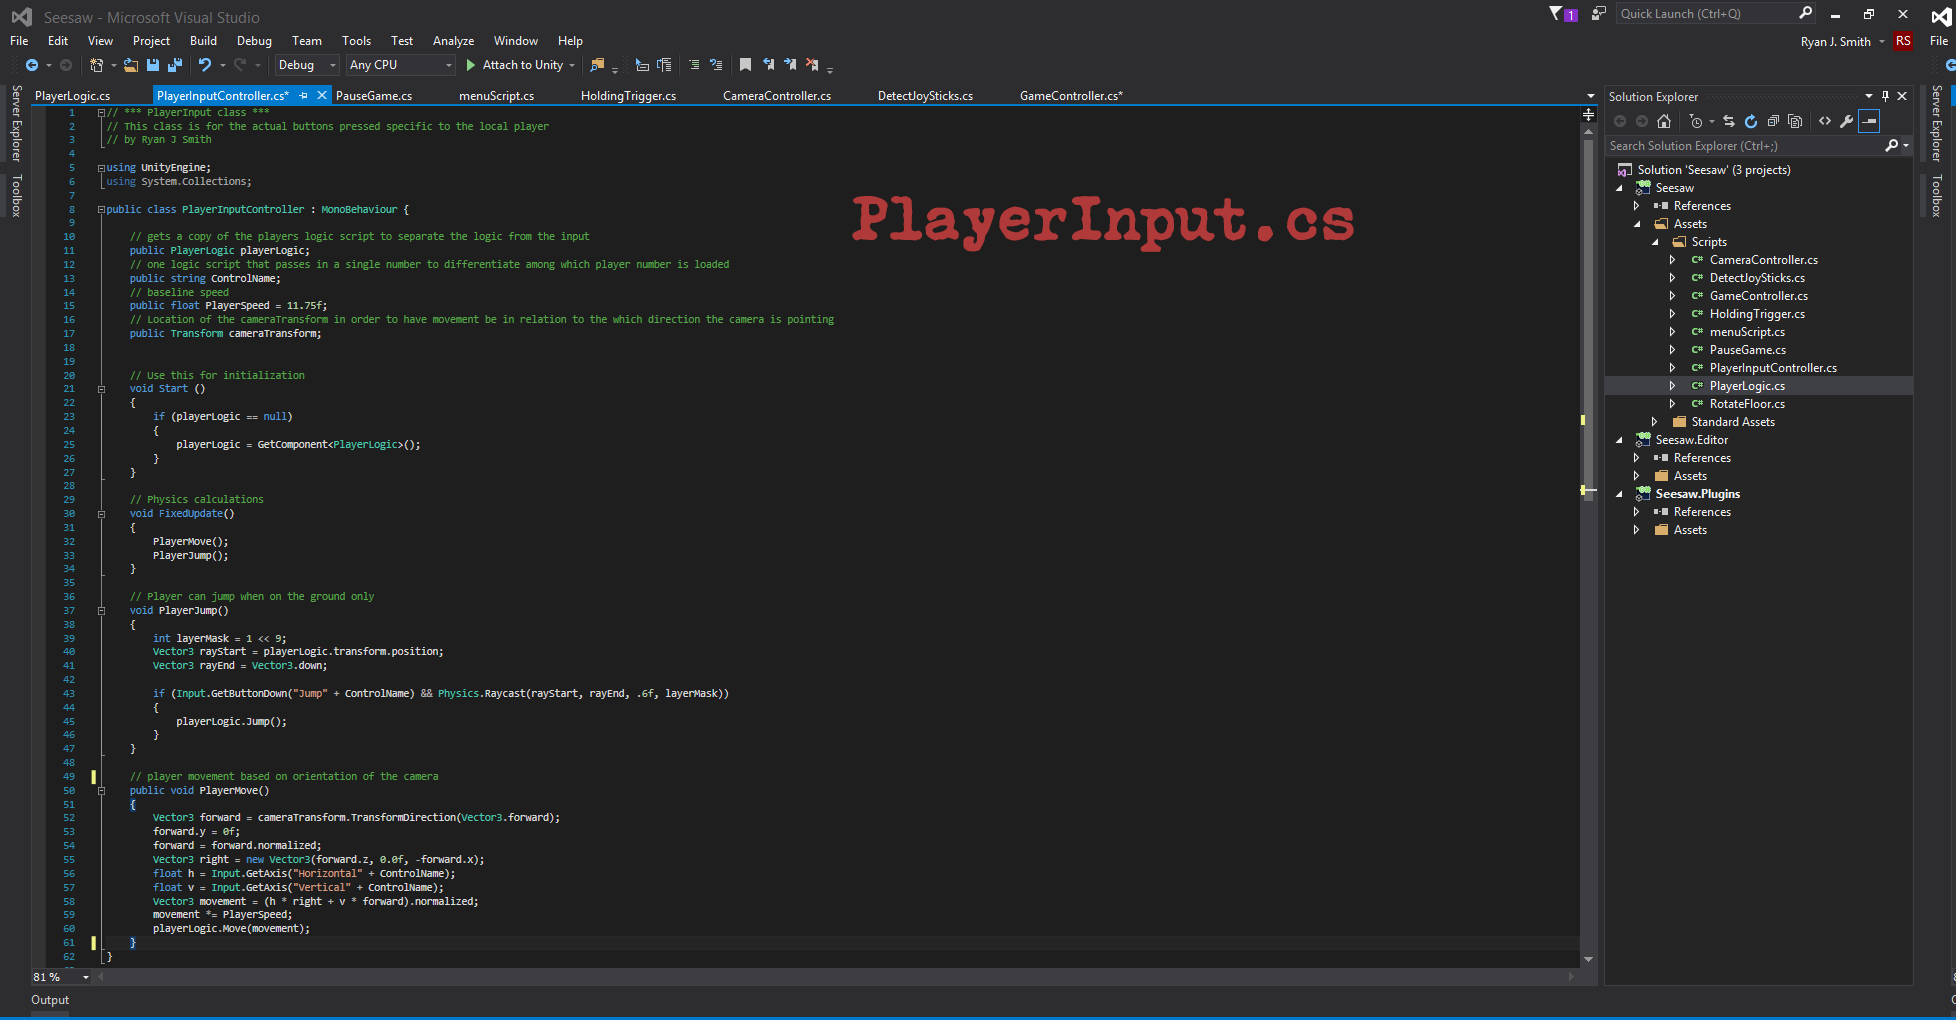 Seesaw - Microsoft Visual Studio
1
Quick Launch (Ctrl+Q)
File Edit View Project Build Debug Team Tools Test Analyze Window Help
Ryan J. Smith RS File
Debug Any CPU Attach to Unity
Server Explorer
Toolbox
PlayerLogic.cs PlayerInputController.cs* PauseGame.cs menuScript.cs HoldingTrigger.cs CameraController.cs DetectJoySticks.cs GameController.cs*
1 // *** PlayerInput class ***
2 // This class is for the actual buttons pressed specific to the local player
3 // by Ryan J Smith
4
5 using UnityEngine;
6 using System.Collections;
7
8 public class PlayerInputController : MonoBehaviour {
9
10 // gets a copy of the players logic script to separate the logic from the input
11 public PlayerLogic playerLogic;
12 // one logic script that passes in a single number to differentiate among which player number is loaded
13 public string ControlName;
14 // baseline speed
15 public float PlayerSpeed = 11.75f;
16 // Location of the cameraTransform in order to have movement be in relation to the which direction the camera is pointing
17 public Transform cameraTransform;
18
19
20 // Use this for initialization
21 void Start ()
22 {
23 if (playerLogic == null)
24 {
25 playerLogic = GetComponent<PlayerLogic>();
26 }
27 }
28
29 // Physics calculations
30 void FixedUpdate()
31 {
32 PlayerMove();
33 PlayerJump();
34 }
35
36 // Player can jump when on the ground only
37 void PlayerJump()
38 {
39 int layerMask = 1 << 9;
40 Vector3 rayStart = playerLogic.transform.position;
41 Vector3 rayEnd = Vector3.down;
42
43 if (Input.GetButtonDown("Jump" + ControlName) && Physics.Raycast(rayStart, rayEnd, .6f, layerMask))
44 {
45 playerLogic.Jump();
46 }
47 }
48
49 // player movement based on orientation of the camera
50 public void PlayerMove()
51 {
52 Vector3 forward = cameraTransform.TransformDirection(Vector3.forward);
53 forward.y = 0f;
54 forward = forward.normalized;
55 Vector3 right = new Vector3(forward.z, 0.0f, -forward.x);
56 float h = Input.GetAxis("Horizontal" + ControlName);
57 float v = Input.GetAxis("Vertical" + ControlName);
58 Vector3 movement = (h * right + v * forward).normalized;
59 movement *= PlayerSpeed;
60 playerLogic.Move(movement);
61 }
62 }
PlayerInput.cs
81 %
Output
Solution Explorer
Search Solution Explorer (Ctrl+;)
Solution 'Seesaw' (3 projects)
Seesaw
References
Assets
Scripts
C# CameraController.cs
C# DetectJoySticks.cs
C# GameController.cs
C# HoldingTrigger.cs
C# menuScript.cs
C# PauseGame.cs
C# PlayerInputController.cs
C# PlayerLogic.cs
C# RotateFloor.cs
Standard Assets
Seesaw.Editor
References
Assets
Seesaw.Plugins
References
Assets
Server Explorer
Toolbox